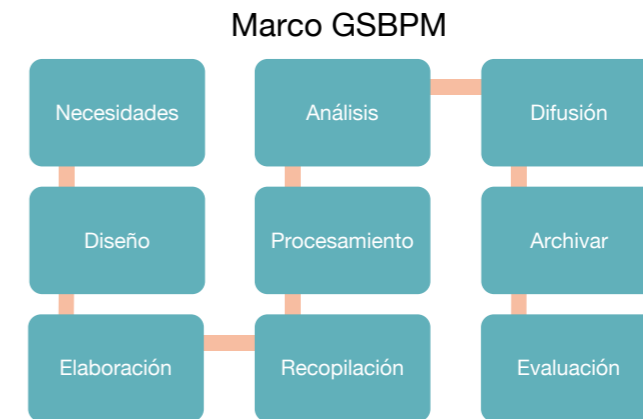 Marco GSBPM
Necesidades
Análisis
Difusión
Diseño
Procesamiento
Archivar
Elaboración
Recopilación
Evaluación